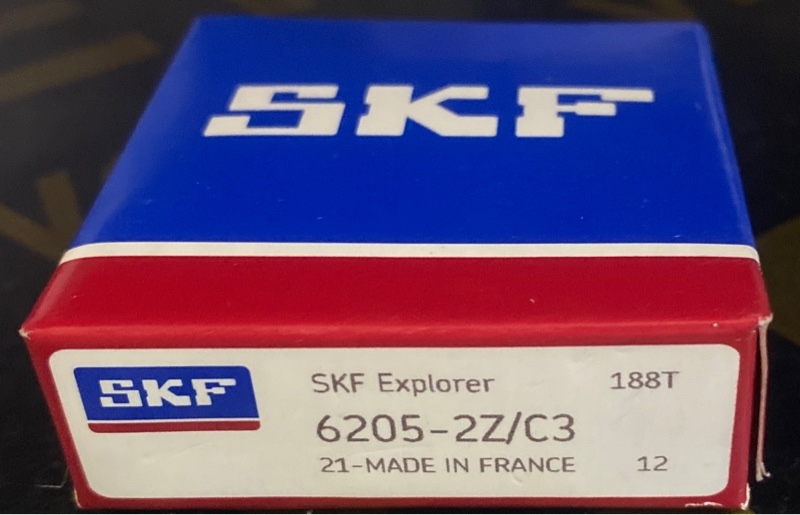 SKF
SKF
SKF Explorer 188T
6205-2Z/C3
21-MADE IN FRANCE 12